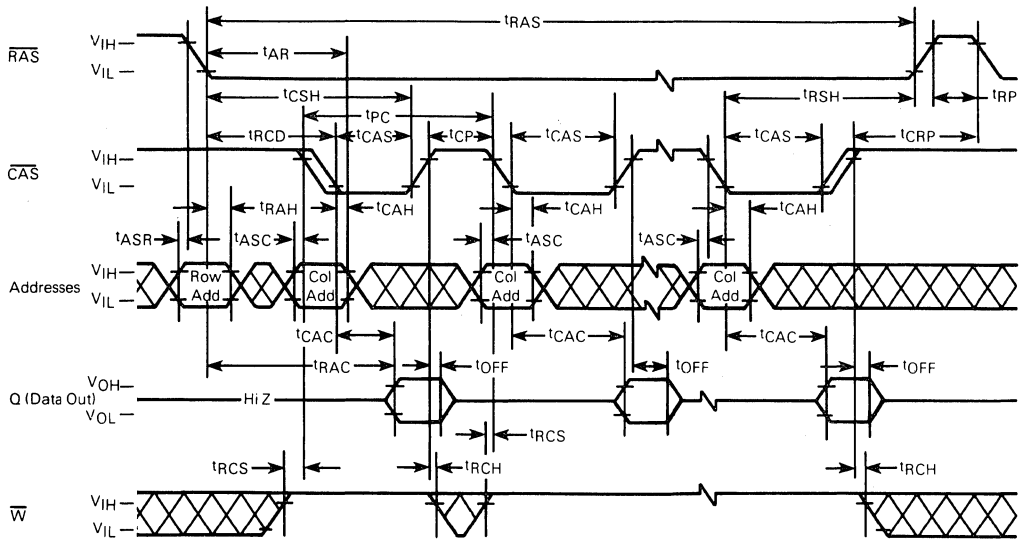 tRAS
RAS
VIH
VIL
tAR
tCSH
tRSH
tRP
tPC
tRCD
tCAS
tCP
tCAS
tCAS
tCRP
CAS
VIH
VIL
tRAH
tCAH
tCAH
tCAH
tASR
tASC
tASC
tASC
Addresses
VIH
VIL
Row Add
Col Add
Col Add
Col Add
tCAC
tCAC
tCAC
tRAC
tOFF
tOFF
tOFF
Q (Data Out)
VOH
VOL
Hi Z
tRCS
tRCS
tRCH
tRCH
W
VIH
VIL